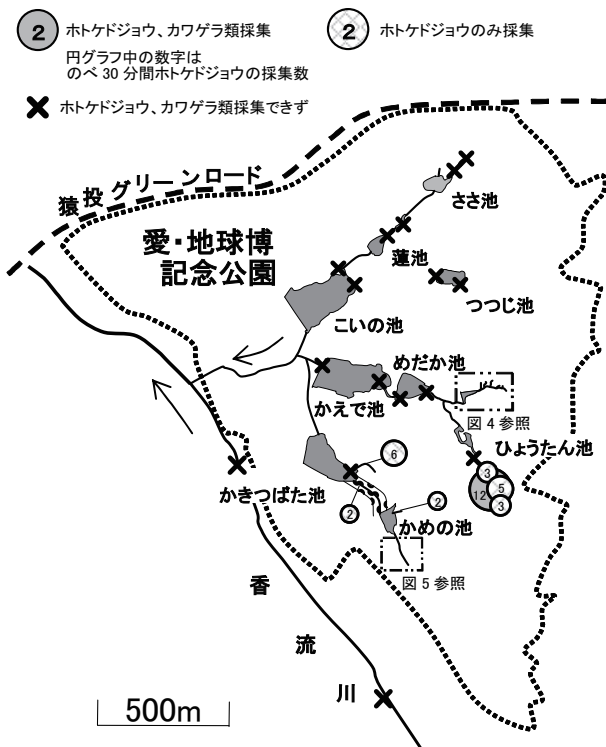 2 ホトケドジョウ、カワゲラ類採集
円グラフ中の数字は
のべ30分間ホトケドジョウの採集数
2 ホトケドジョウのみ採集
ホトケドジョウ、カワゲラ類採集できず
猿投グリーンロード
愛・地球博
記念公園
ささ池
蓮池
つつじ池
こいの池
めだか池
かえで池
図4参照
ひょうたん池
6
3
12
5
3
かきつばた池
2
2
かめの池
図5参照
香
流
川
500m